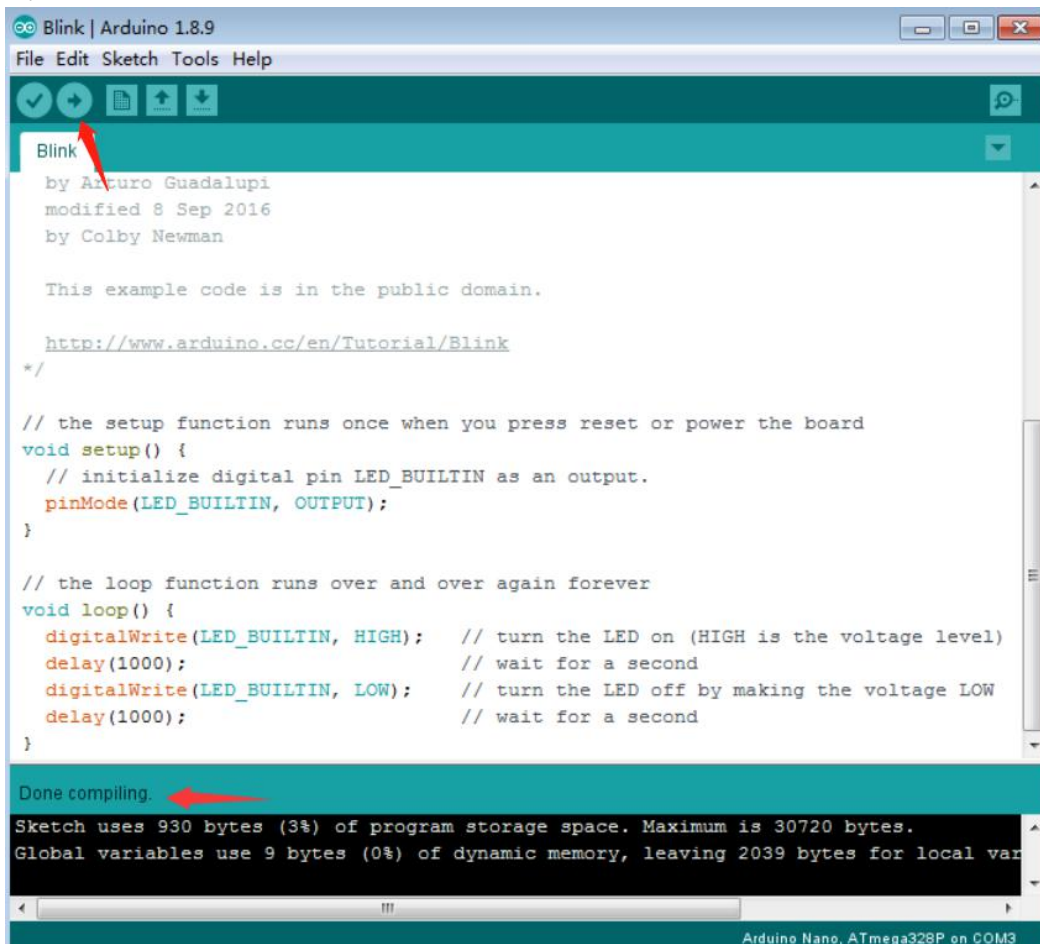 Blink | Arduino 1.8.9
File Edit Sketch Tools Help
Blink
by Arturo Guadalupi
modified 8 Sep 2016
by Colby Newman
This example code is in the public domain.
http://www.arduino.cc/en/Tutorial/Blink
*/
// the setup function runs once when you press reset or power the board
void setup() {
// initialize digital pin LED_BUILTIN as an output.
pinMode(LED_BUILTIN, OUTPUT);
}
// the loop function runs over and over again forever
void loop() {
digitalWrite(LED_BUILTIN, HIGH);   // turn the LED on (HIGH is the voltage level)
delay(1000);                       // wait for a second
digitalWrite(LED_BUILTIN, LOW);    // turn the LED off by making the voltage LOW
delay(1000);                       // wait for a second
}
Done compiling.
Sketch uses 930 bytes (3%) of program storage space. Maximum is 30720 bytes.
Global variables use 9 bytes (0%) of dynamic memory, leaving 2039 bytes for local var
Arduino Nano, ATmega328P on COM3